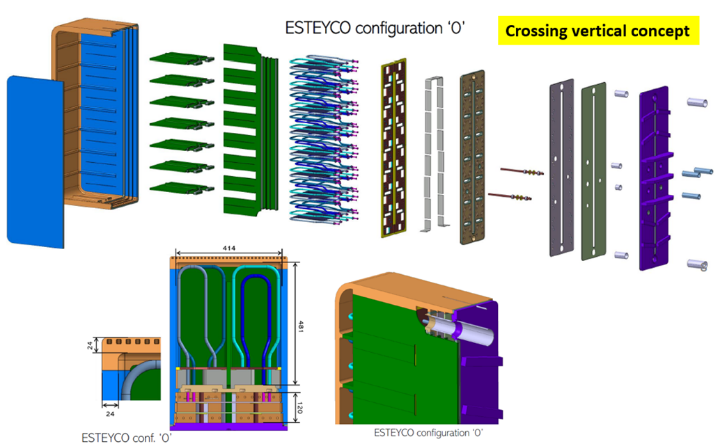 ESTEYCO configuration ‘0’
Crossing vertical concept
414
481
24
24
120
ESTEYCO conf. ‘0’
ESTEYCO configuration ‘0’